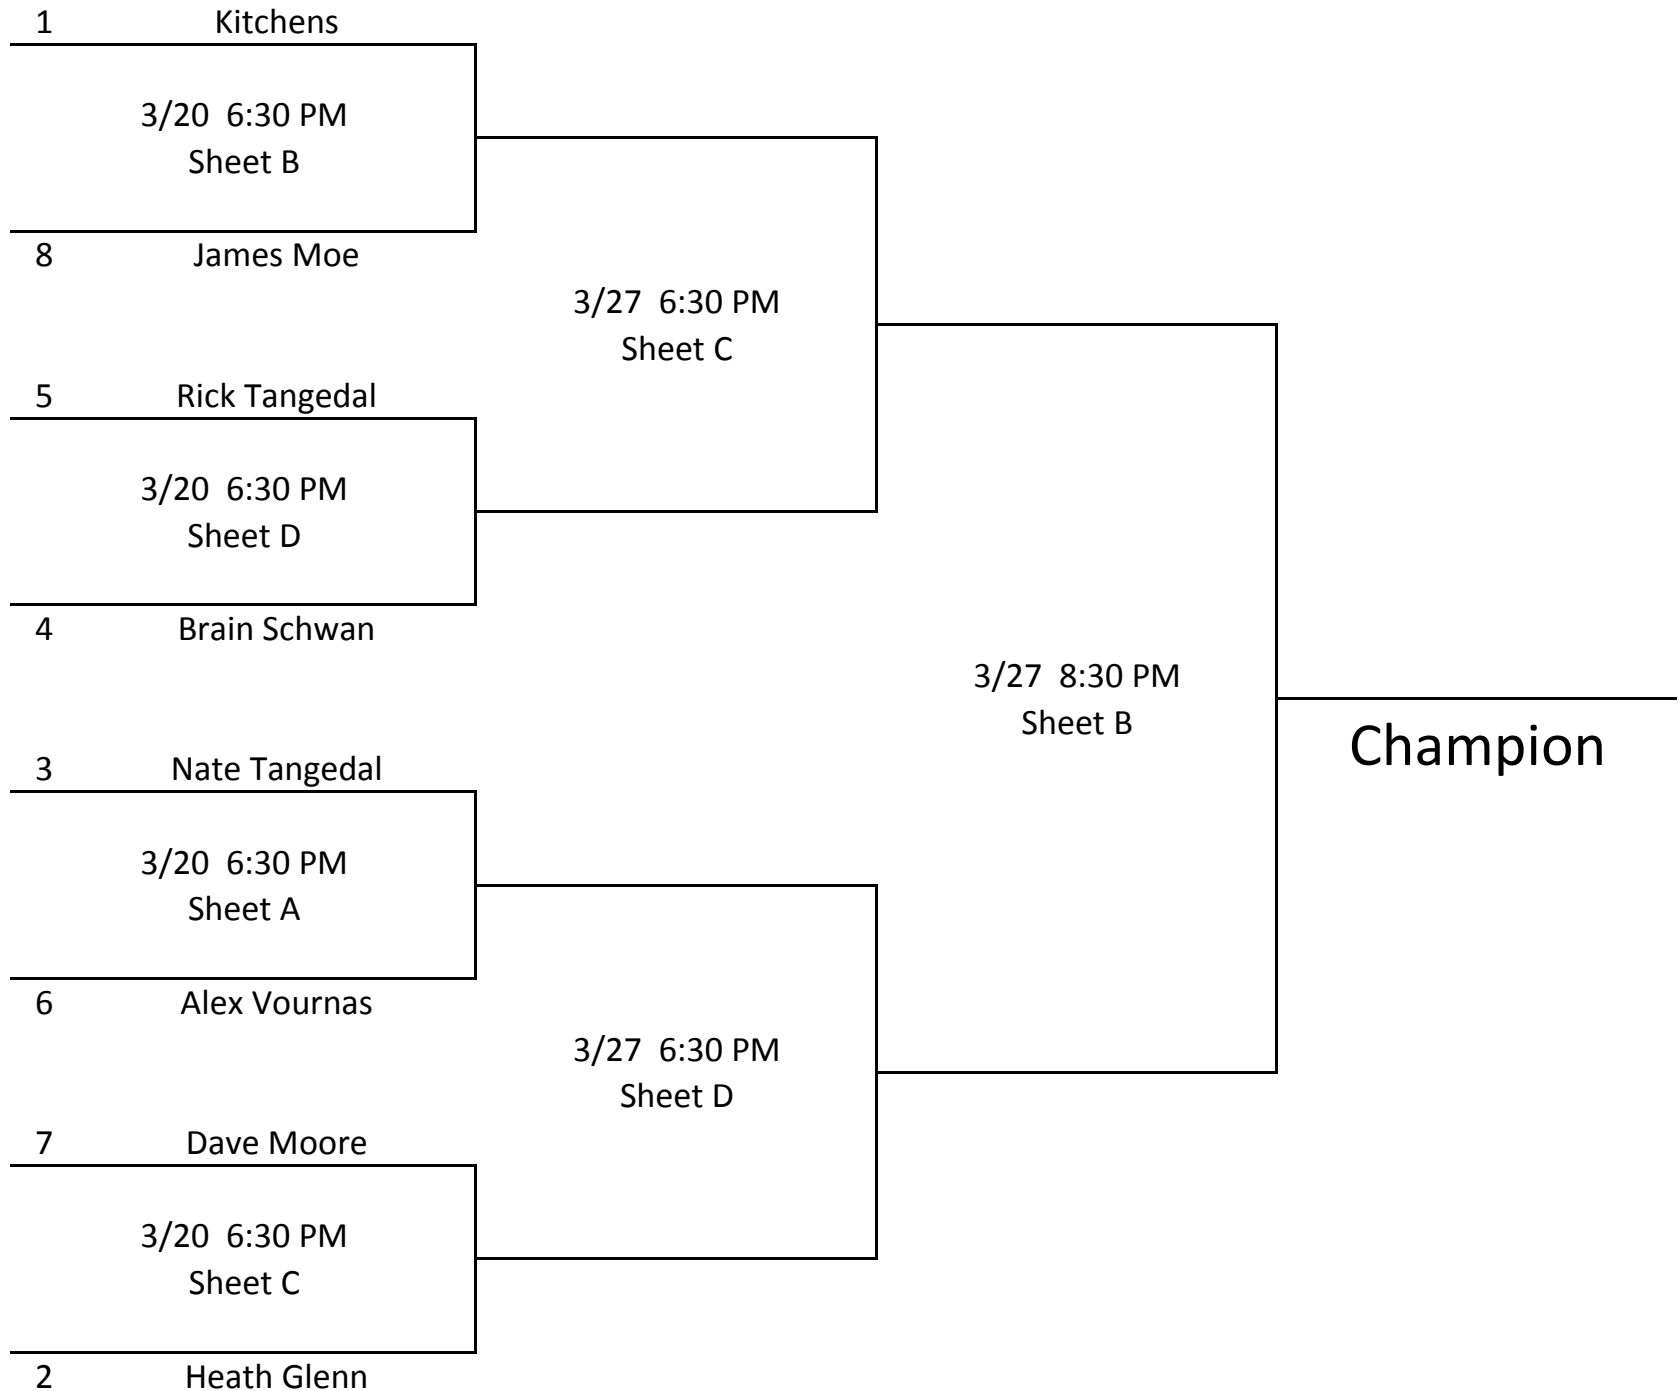 1 Kitchens
3/20 6:30 PM
Sheet B
8 James Moe
3/27 6:30 PM
Sheet C
5 Rick Tangedal
3/20 6:30 PM
Sheet D
4 Brain Schwan
3/27 8:30 PM
Sheet B
Champion
3 Nate Tangedal
3/20 6:30 PM
Sheet A
6 Alex Vournas
3/27 6:30 PM
Sheet D
7 Dave Moore
3/20 6:30 PM
Sheet C
2 Heath Glenn